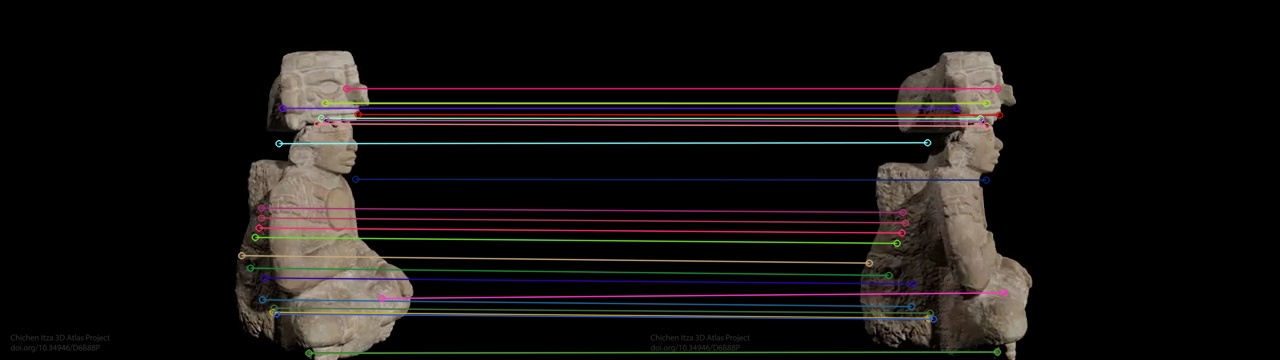 Chichen Itza 3D Atlas Project
doi.org/10.34946/D6B88P
Chichen Itza 3D Atlas Project
doi.org/10.34946/D6B88P